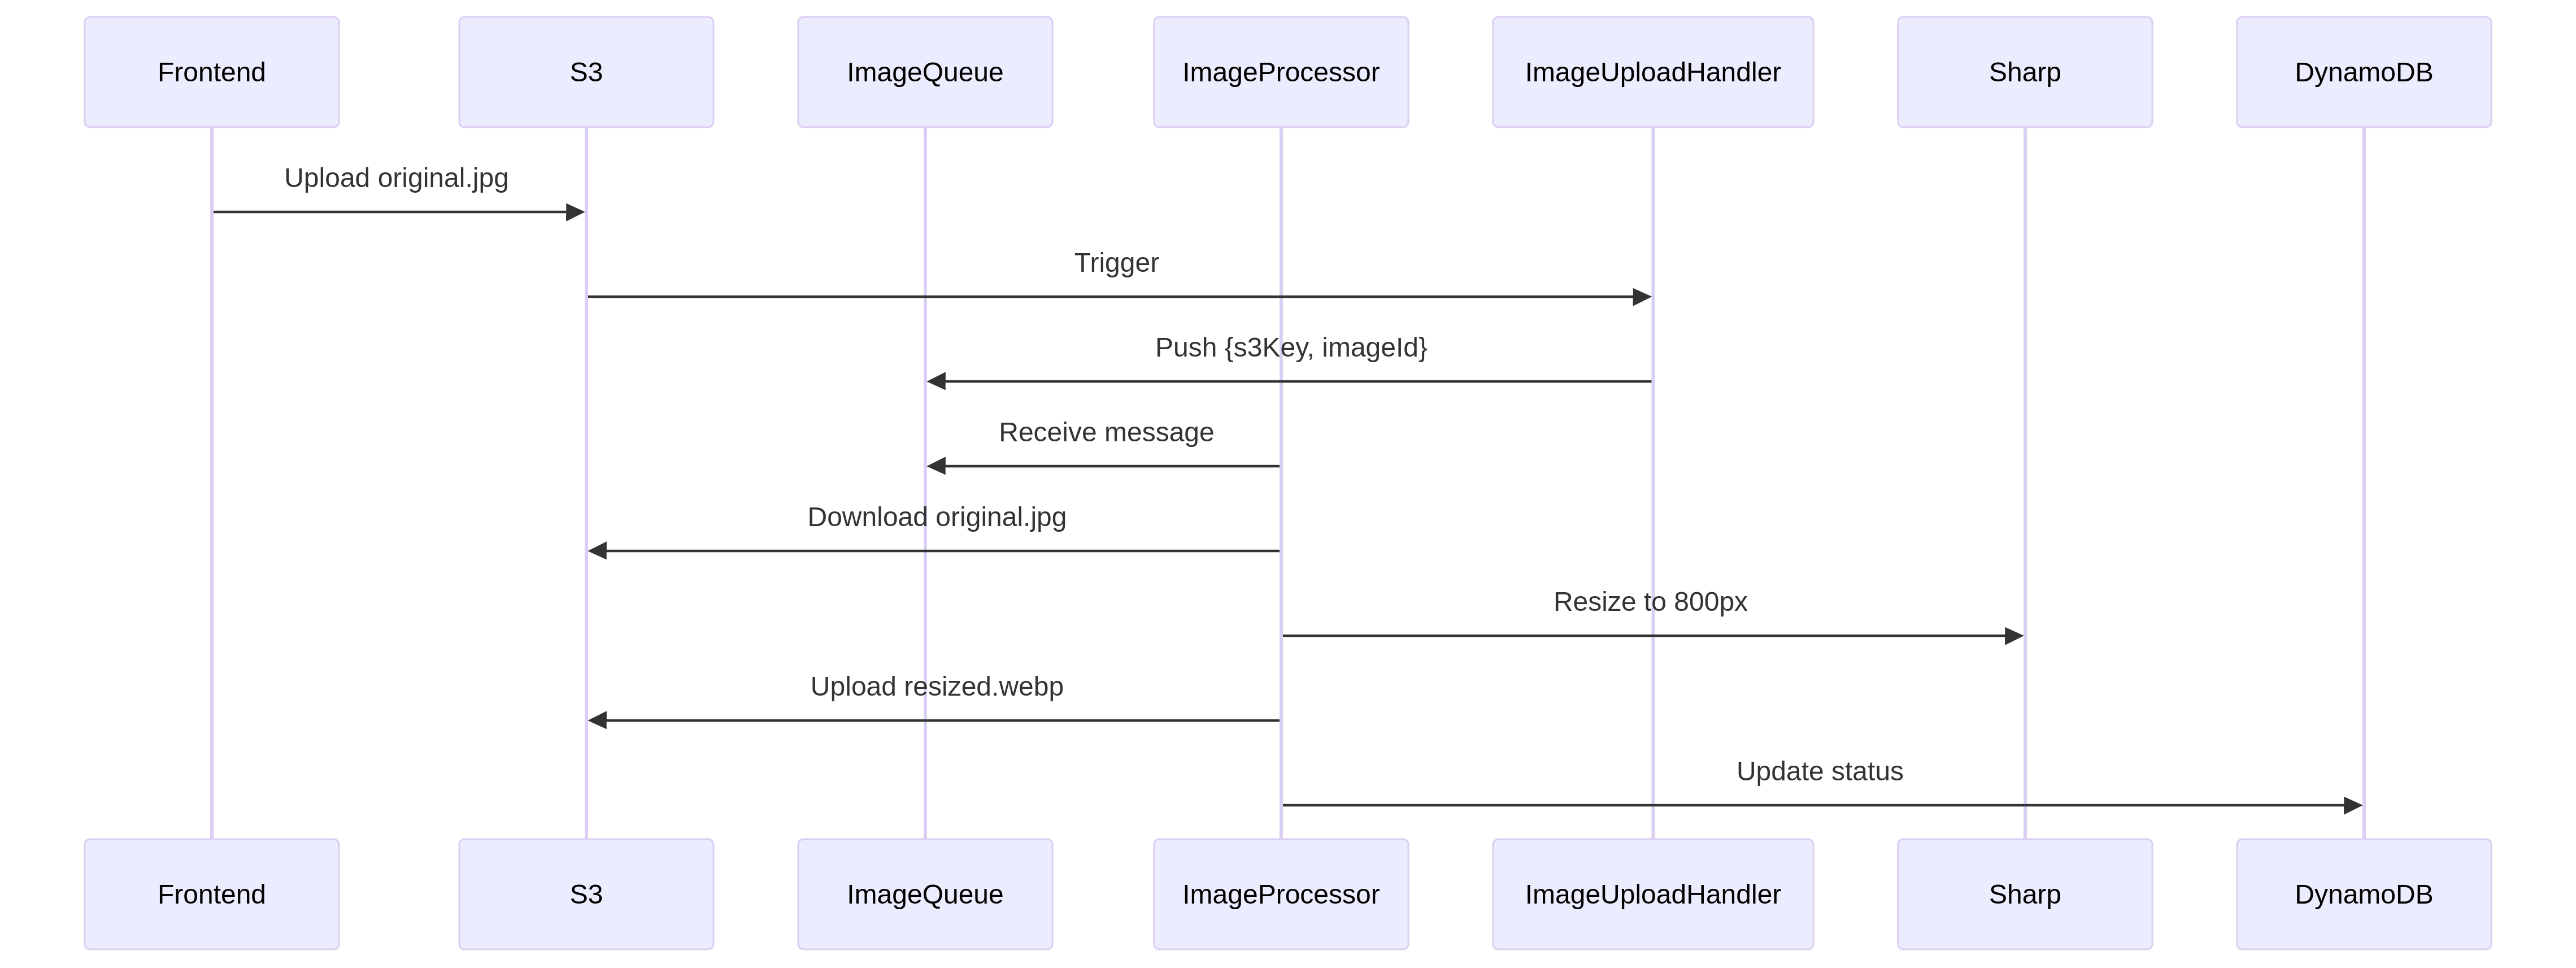 Frontend
S3
ImageQueue
ImageProcessor
ImageUploadHandler
Sharp
DynamoDB
Upload original.jpg
Trigger
Push {s3Key, imageId}
Receive message
Download original.jpg
Resize to 800px
Upload resized.webp
Update status
Frontend
S3
ImageQueue
ImageProcessor
ImageUploadHandler
Sharp
DynamoDB